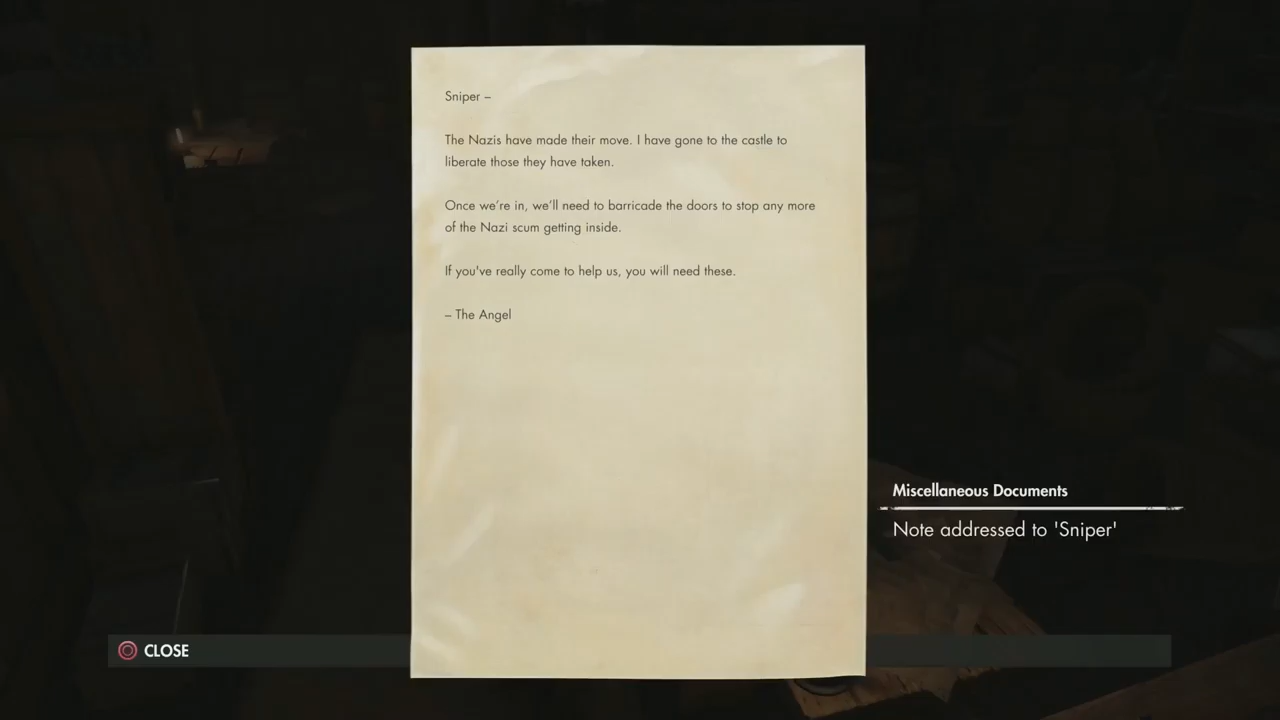 Sniper –
The Nazis have made their move. I have gone to the castle to
liberate those they have taken.
Once we're in, we'll need to barricade the doors to stop any more
of the Nazi scum getting inside.
If you've really come to help us, you will need these.
– The Angel
Miscellaneous Documents
Note addressed to 'Sniper'
CLOSE